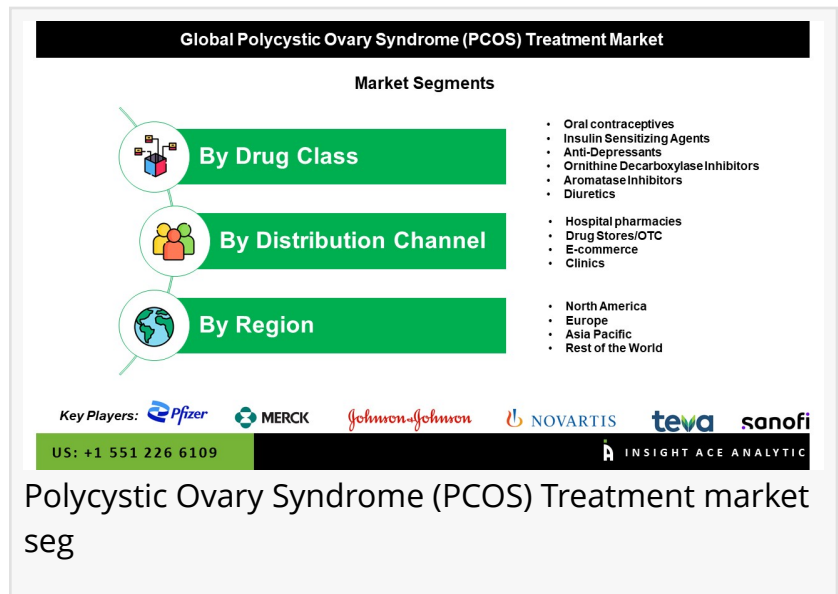 Global Polycystic Ovary Syndrome (PCOS) Treatment Market
Market Segments
By Drug Class
• Oral contraceptives
• Insulin Sensitizing Agents
• Anti-Depressants
• Ornithine Decarboxylase Inhibitors
• Aromatase Inhibitors
• Diuretics
By Distribution Channel
• Hospital pharmacies
• Drug Stores/OTC
• E-commerce
• Clinics
By Region
• North America
• Europe
• Asia Pacific
• Rest of the World
Key Players: Pfizer MERCK Johnson & Johnson NOVARTIS teva sanofi
US: +1 551 226 6109
INSIGHT ACE ANALYTIC
Polycystic Ovary Syndrome (PCOS) Treatment market
seg